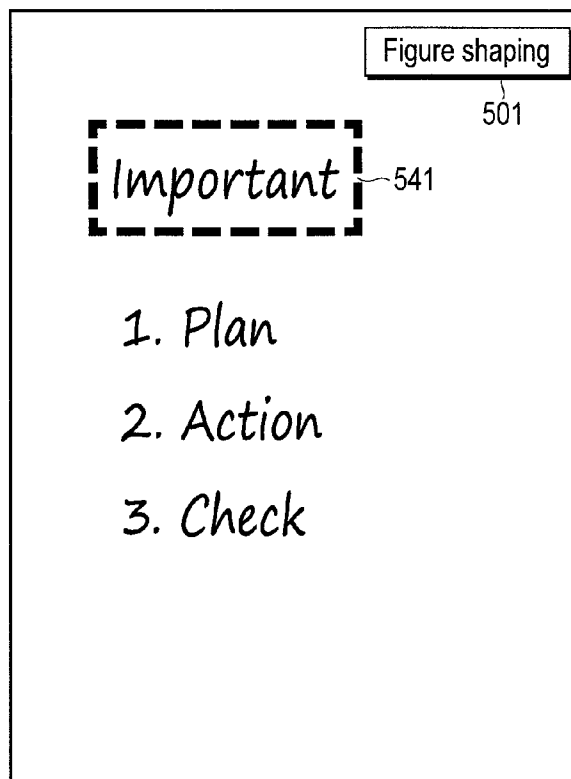 Figure shaping
501
Important
541
1. Plan
2. Action
3. Check